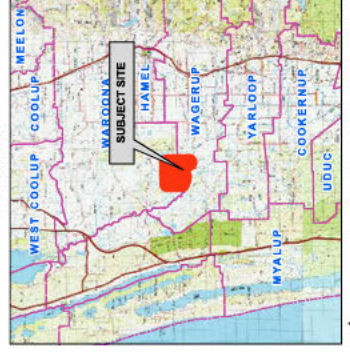 MEELON
COOLUP
WEST COOLUP
WAROONA
HAMEL
SUBJECT SITE
WAGERUP
YARLOOP
COOKERNUP
UDUC
MYALUP